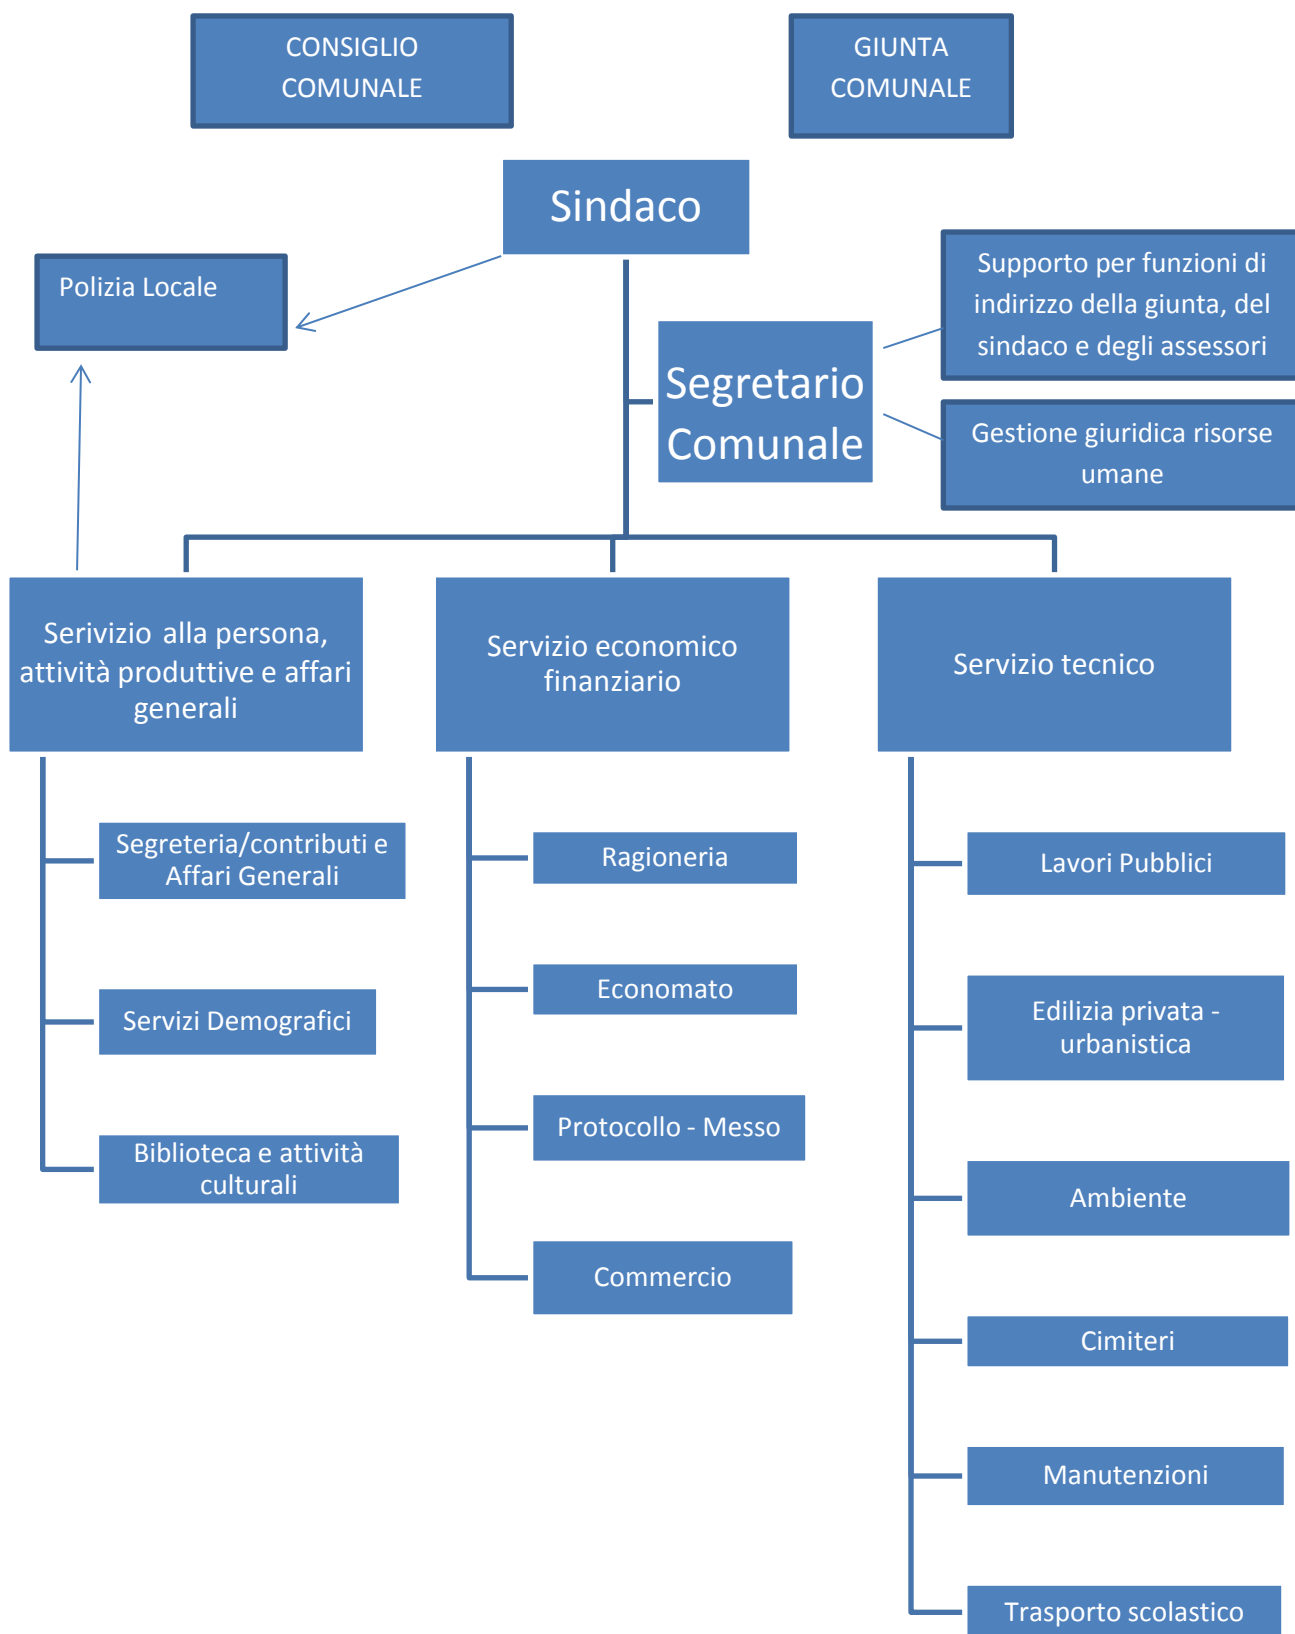 CONSIGLIO
COMUNALE
GIUNTA
COMUNALE
Sindaco
Polizia Locale
Supporto per funzioni di
indirizzo della giunta, del
sindaco e degli assessori
Segretario
Comunale
Gestione giuridica risorse
umane
Serivizio alla persona,
attività produttive e affari
generali
Servizio economico
finanziario
Servizio tecnico
Segreteria/contributi e
Affari Generali
Servizi Demografici
Biblioteca e attività
culturali
Ragioneria
Economato
Protocollo - Messo
Commercio
Lavori Pubblici
Edilizia privata -
urbanistica
Ambiente
Cimiteri
Manutenzioni
Trasporto scolastico